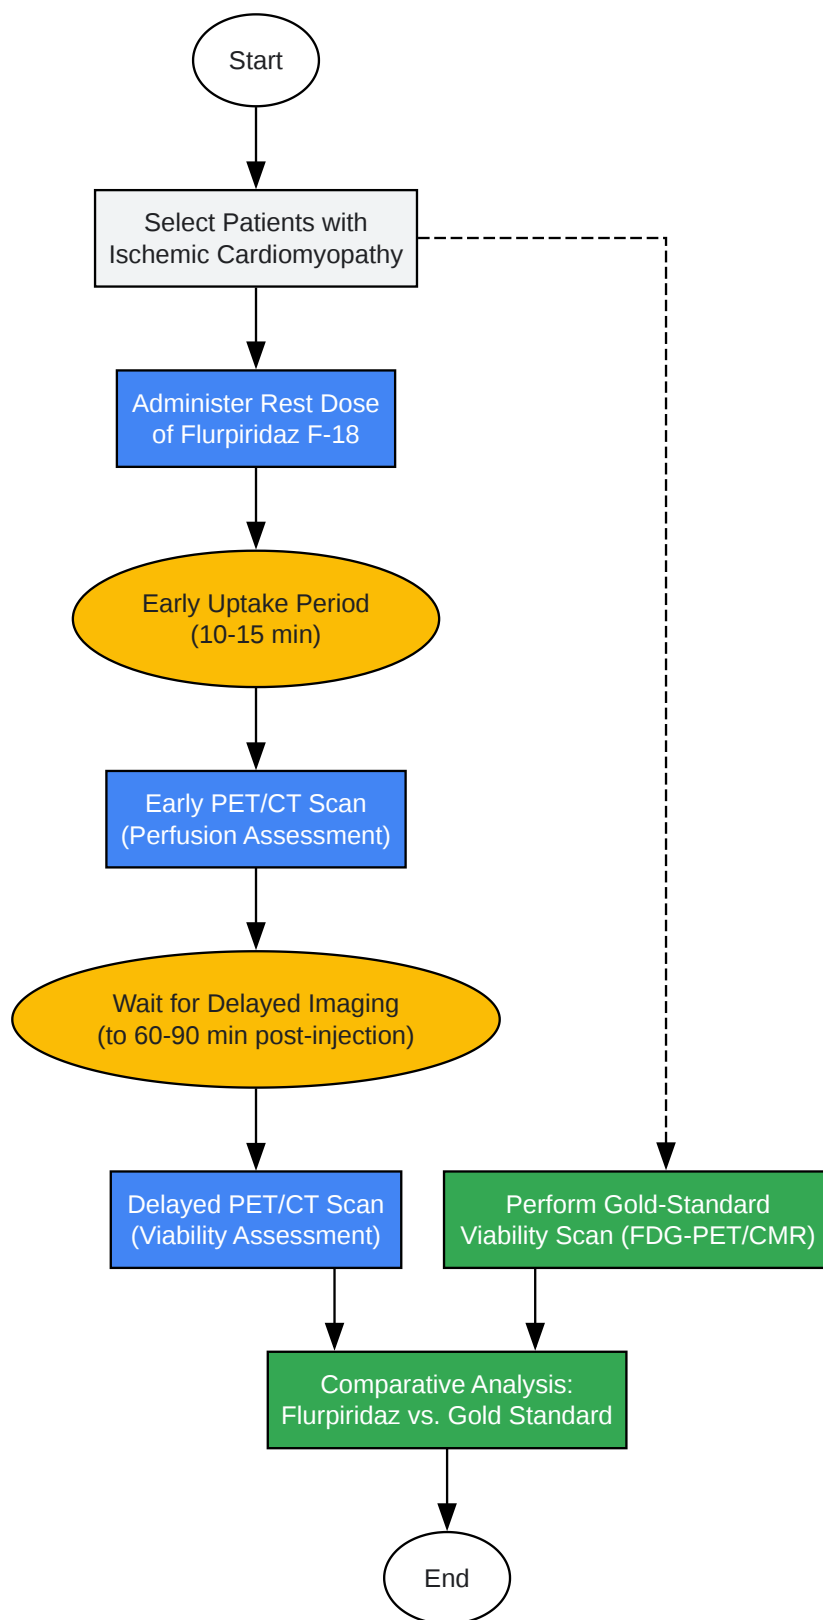 Start
Select Patients with
Ischemic Cardiomyopathy
Administer Rest Dose
of Flurpiridaz F-18
Early Uptake Period
(10-15 min)
Early PET/CT Scan
(Perfusion Assessment)
Wait for Delayed Imaging
(to 60-90 min post-injection)
Delayed PET/CT Scan
(Viability Assessment)
Perform Gold-Standard
Viability Scan (FDG-PET/CMR)
Comparative Analysis:
Flurpiridaz vs. Gold Standard
End